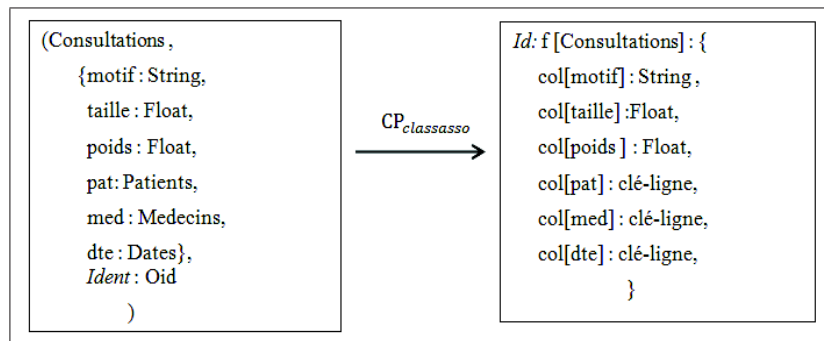 (Consultations ,
{motif : String,
taille : Float,
poids : Float,
pat: Patients,
med : Medecins,
dte : Dates},
Ident : Oid
)
CPclassasso
Id: f [Consultations] : {
col[motif] : String ,
col[taille] :Float,
col[poids ] : Float,
col[pat] : clé-ligne,
col[med] : clé-ligne,
col[dte] : clé-ligne,
}